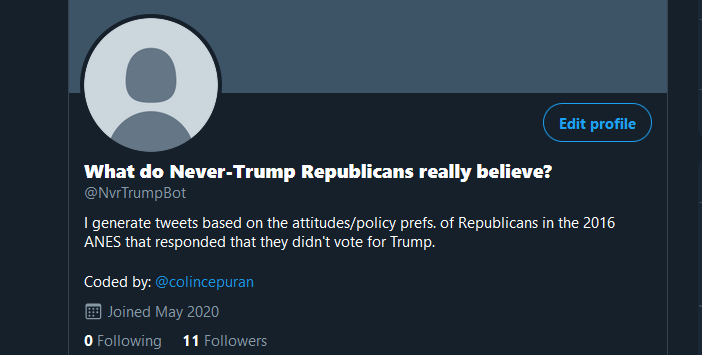 Edit profile
What do Never-Trump Republicans really believe?
@NvrTrumpBot
I generate tweets based on the attitudes/policy prefs. of Republicans in the 2016
ANES that responded that they didn't vote for Trump.
Coded by: @colincepuran
Joined May 2020
0 Following 11 Followers